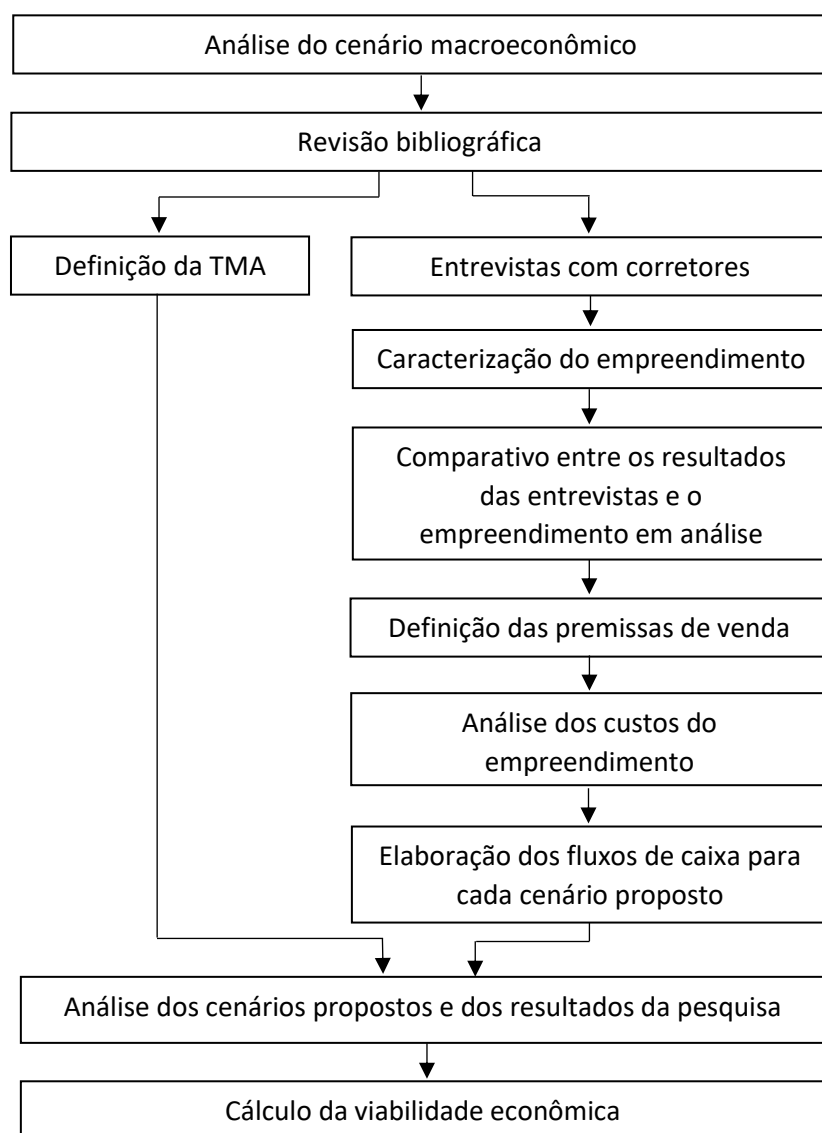 Análise do cenário macroeconômico
Revisão bibliográfica
Definição da TMA
Entrevistas com corretores
Caracterização do empreendimento
Comparativo entre os resultados
das entrevistas e o
empreendimento em análise
Definição das premissas de venda
Análise dos custos do
empreendimento
Elaboração dos fluxos de caixa para
cada cenário proposto
Análise dos cenários propostos e dos resultados da pesquisa
Cálculo da viabilidade econômica